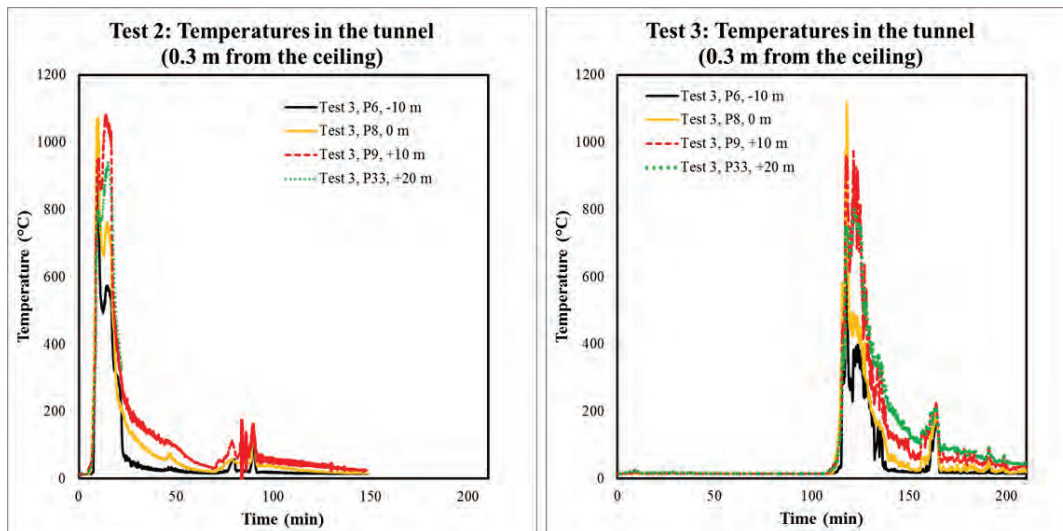 Test 2: Temperatures in the tunnel
(0.3 m from the ceiling)
1200
1000
800
600
400
200
0
Temperature (°C)
Test 3, P6, -10 m
Test 3, P8, 0 m
Test 3, P9, +10 m
Test 3, P33, +20 m
0
50
100
150
200
Time (min)
Test 3: Temperatures in the tunnel
(0.3 m from the ceiling)
1200
1000
800
600
400
200
0
Temperature (°C)
Test 3, P6, -10 m
Test 3, P8, 0 m
Test 3, P9, +10 m
Test 3, P33, +20 m
0
50
100
150
200
Time (min)